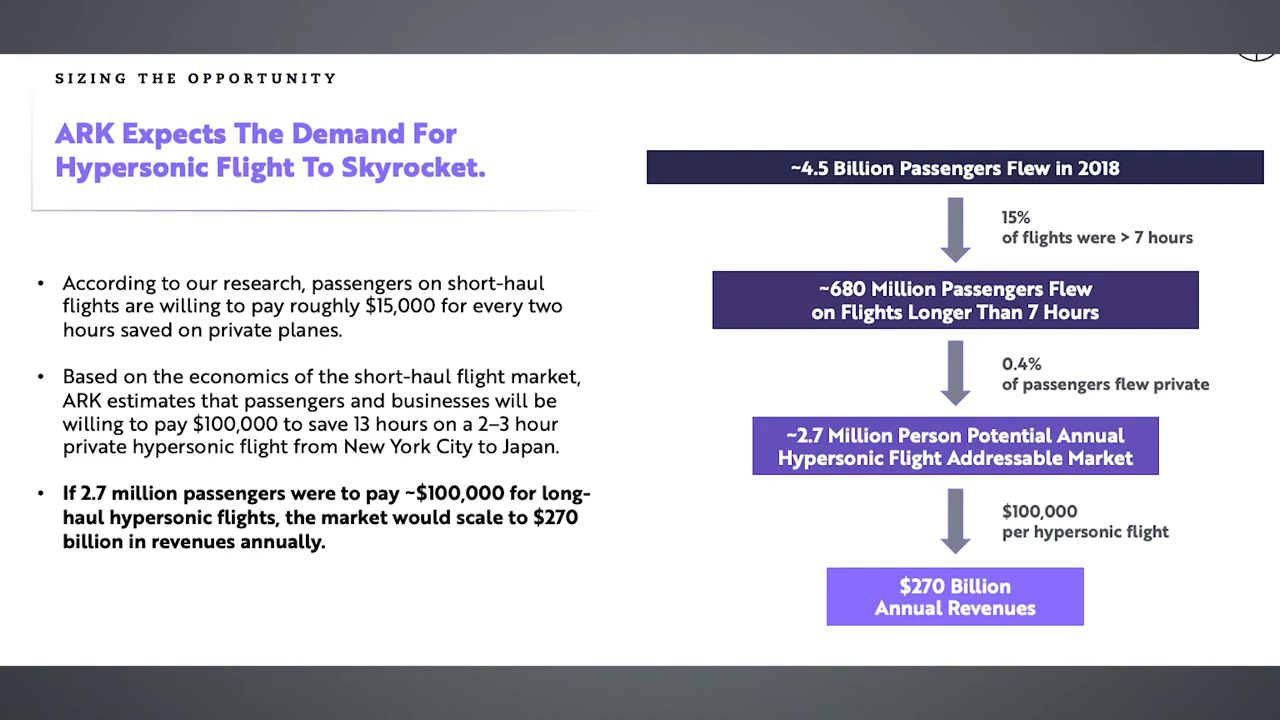 SIZING THE OPPORTUNITY
ARK Expects The Demand For
Hypersonic Flight To Skyrocket.
• According to our research, passengers on short-haul
flights are willing to pay roughly $15,000 for every two
hours saved on private planes.
• Based on the economics of the short-haul flight market,
ARK estimates that passengers and businesses will be
willing to pay $100,000 to save 13 hours on a 2–3 hour
private hypersonic flight from New York City to Japan.
• If 2.7 million passengers were to pay ~$100,000 for long-
haul hypersonic flights, the market would scale to $270
billion in revenues annually.
~4.5 Billion Passengers Flew in 2018
15%
of flights were > 7 hours
~680 Million Passengers Flew
on Flights Longer Than 7 Hours
0.4%
of passengers flew private
~2.7 Million Person Potential Annual
Hypersonic Flight Addressable Market
$100,000
per hypersonic flight
$270 Billion
Annual Revenues